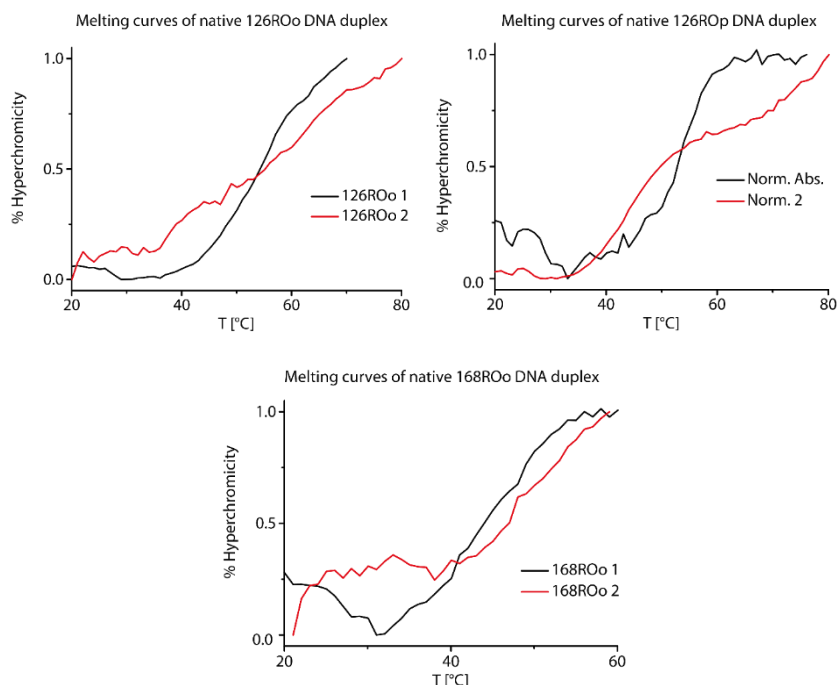 Melting curves of native 126ROo DNA duplex
1.0
0.5
0.0
% Hyperchromicity
126ROo 1
126ROo 2
20
40
60
80
T [°C]
Melting curves of native 126ROp DNA duplex
1.0
0.5
0.0
% Hyperchromicity
Norm. Abs.
Norm. 2
20
40
60
80
T [°C]
Melting curves of native 168ROo DNA duplex
1.0
0.5
0.0
% Hyperchromicity
168ROo 1
168ROo 2
20
40
60
T [°C]